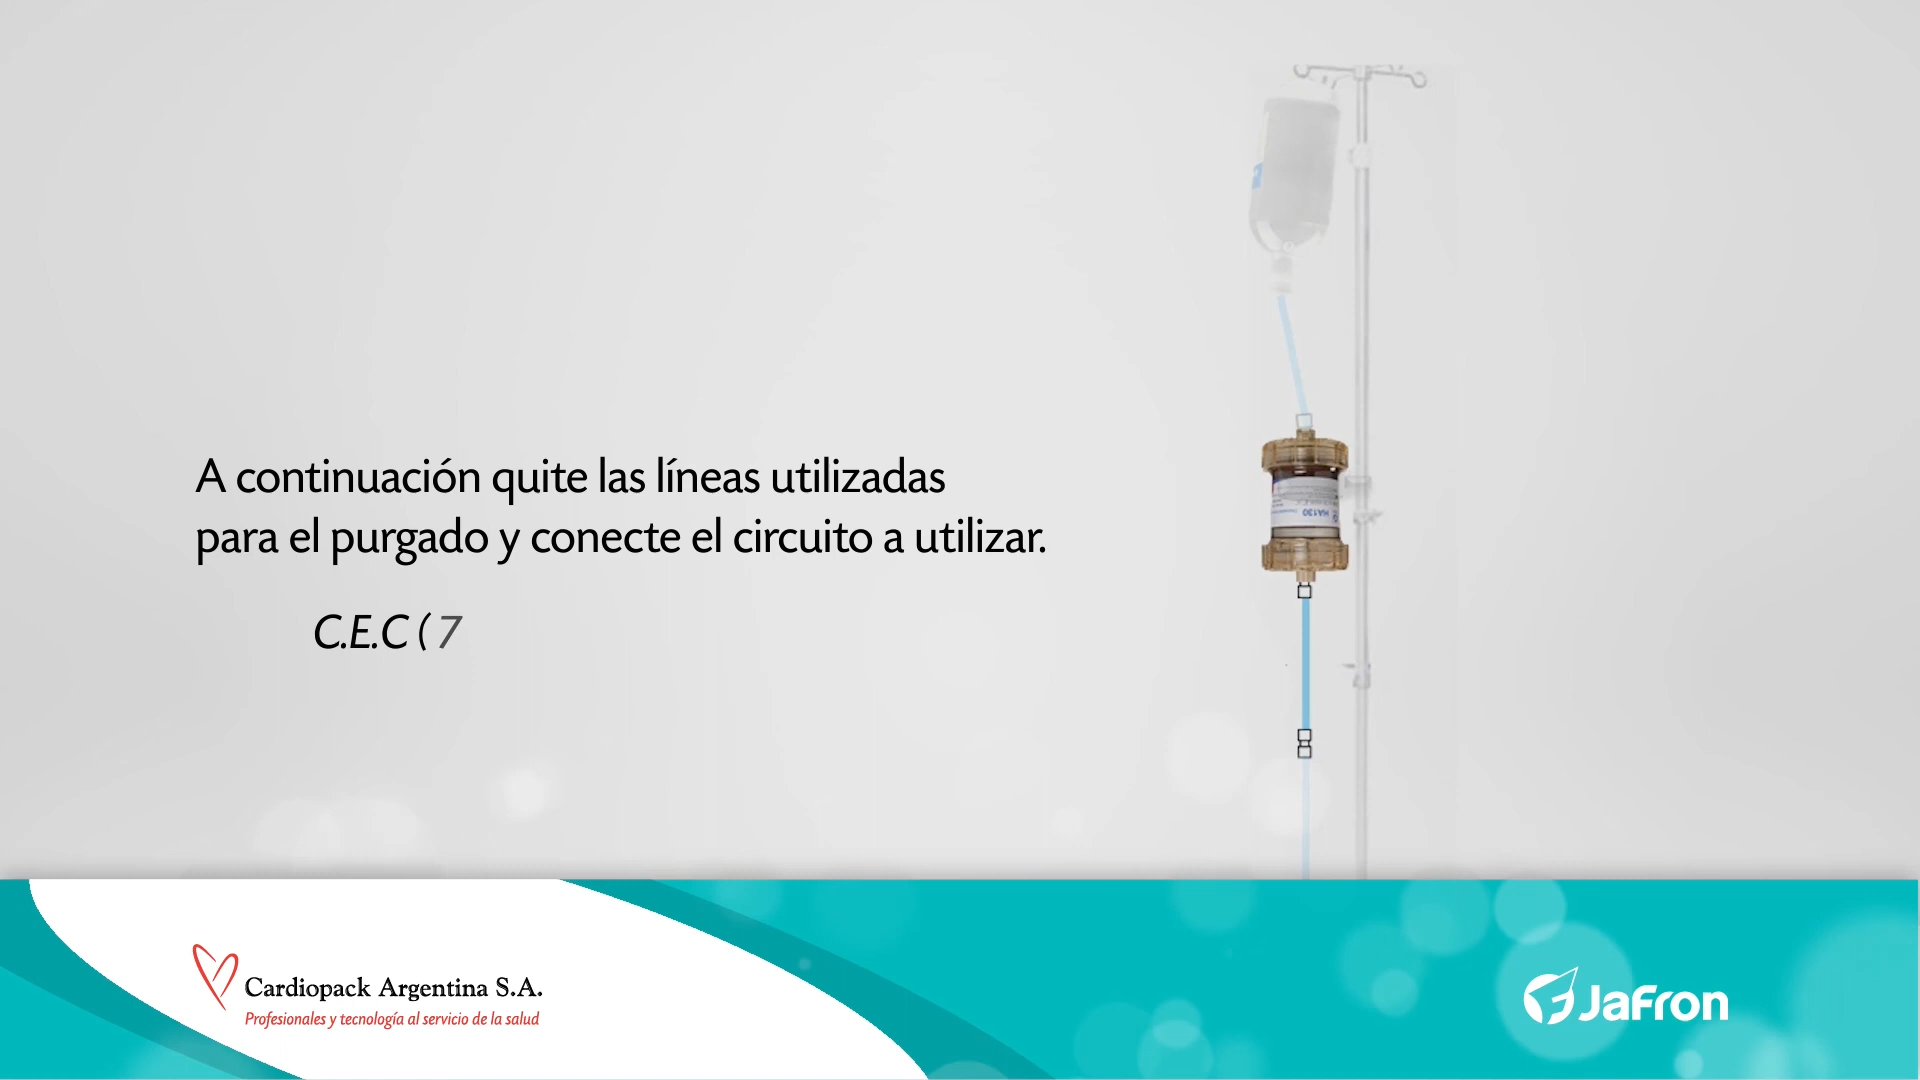 A continuación quite las líneas utilizadas
para el purgado y conecte el circuito a utilizar.
C.E.C ( 7
HA130
Cardiopack Argentina S.A.
Profesionales y tecnología al servicio de la salud
Jafron